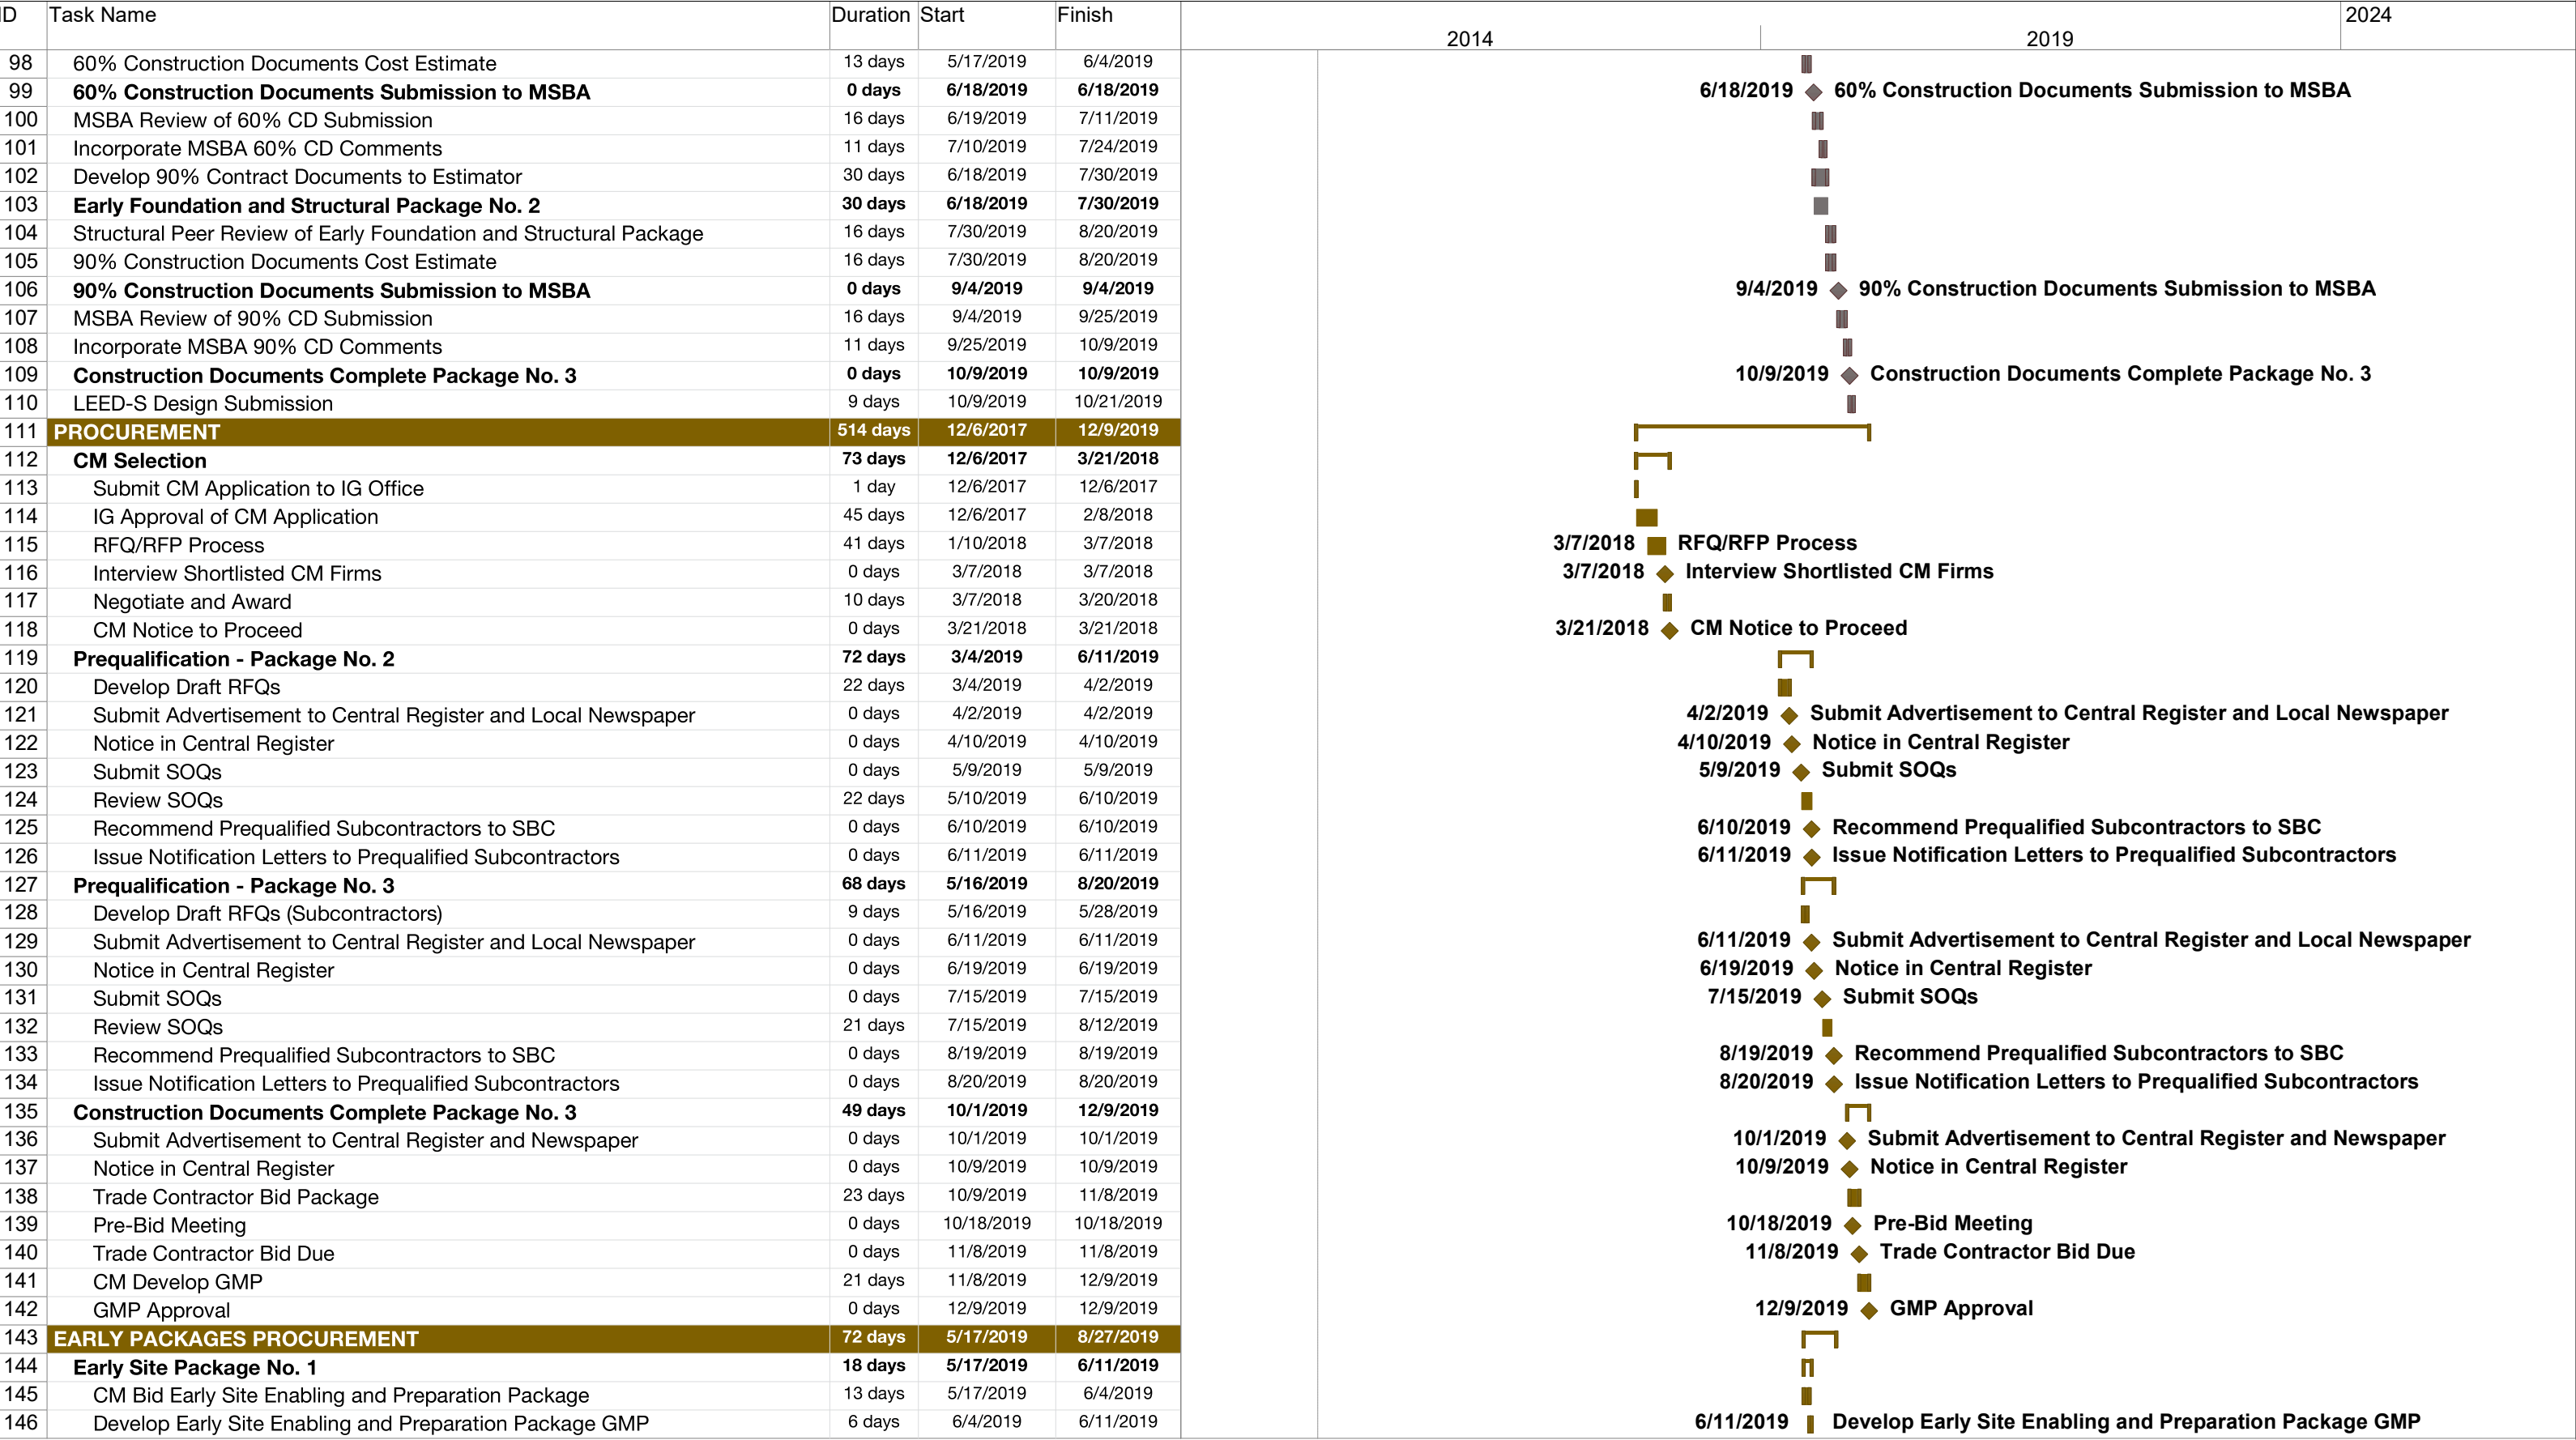 ID Task Name Duration Start Finish 2024
2014 2019
98 60% Construction Documents Cost Estimate 13 days 5/17/2019 6/4/2019
99 60% Construction Documents Submission to MSBA 0 days 6/18/2019 6/18/2019 6/18/2019 60% Construction Documents Submission to MSBA
100 MSBA Review of 60% CD Submission 16 days 6/19/2019 7/11/2019
101 Incorporate MSBA 60% CD Comments 11 days 7/10/2019 7/24/2019
102 Develop 90% Contract Documents to Estimator 30 days 6/18/2019 7/30/2019
103 Early Foundation and Structural Package No. 2 30 days 6/18/2019 7/30/2019
104 Structural Peer Review of Early Foundation and Structural Package 16 days 7/30/2019 8/20/2019
105 90% Construction Documents Cost Estimate 16 days 7/30/2019 8/20/2019
106 90% Construction Documents Submission to MSBA 0 days 9/4/2019 9/4/2019 9/4/2019 90% Construction Documents Submission to MSBA
107 MSBA Review of 90% CD Submission 16 days 9/4/2019 9/25/2019
108 Incorporate MSBA 90% CD Comments 11 days 9/25/2019 10/9/2019
109 Construction Documents Complete Package No. 3 0 days 10/9/2019 10/9/2019 10/9/2019 Construction Documents Complete Package No. 3
110 LEED-S Design Submission 9 days 10/9/2019 10/21/2019
111 PROCUREMENT 514 days 12/6/2017 12/9/2019
112 CM Selection 73 days 12/6/2017 3/21/2018
113 Submit CM Application to IG Office 1 day 12/6/2017 12/6/2017
114 IG Approval of CM Application 45 days 12/6/2017 2/8/2018
115 RFQ/RFP Process 41 days 1/10/2018 3/7/2018 3/7/2018 RFQ/RFP Process
116 Interview Shortlisted CM Firms 0 days 3/7/2018 3/7/2018 3/7/2018 Interview Shortlisted CM Firms
117 Negotiate and Award 10 days 3/7/2018 3/20/2018
118 CM Notice to Proceed 0 days 3/21/2018 3/21/2018 3/21/2018 CM Notice to Proceed
119 Prequalification - Package No. 2 72 days 3/4/2019 6/11/2019
120 Develop Draft RFQs 22 days 3/4/2019 4/2/2019
121 Submit Advertisement to Central Register and Local Newspaper 0 days 4/2/2019 4/2/2019 4/2/2019 Submit Advertisement to Central Register and Local Newspaper
122 Notice in Central Register 0 days 4/10/2019 4/10/2019 4/10/2019 Notice in Central Register
123 Submit SOQs 0 days 5/9/2019 5/9/2019 5/9/2019 Submit SOQs
124 Review SOQs 22 days 5/10/2019 6/10/2019
125 Recommend Prequalified Subcontractors to SBC 0 days 6/10/2019 6/10/2019 6/10/2019 Recommend Prequalified Subcontractors to SBC
126 Issue Notification Letters to Prequalified Subcontractors 0 days 6/11/2019 6/11/2019 6/11/2019 Issue Notification Letters to Prequalified Subcontractors
127 Prequalification - Package No. 3 68 days 5/16/2019 8/20/2019
128 Develop Draft RFQs (Subcontractors) 9 days 5/16/2019 5/28/2019
129 Submit Advertisement to Central Register and Local Newspaper 0 days 6/11/2019 6/11/2019 6/11/2019 Submit Advertisement to Central Register and Local Newspaper
130 Notice in Central Register 0 days 6/19/2019 6/19/2019 6/19/2019 Notice in Central Register
131 Submit SOQs 0 days 7/15/2019 7/15/2019 7/15/2019 Submit SOQs
132 Review SOQs 21 days 7/15/2019 8/12/2019
133 Recommend Prequalified Subcontractors to SBC 0 days 8/19/2019 8/19/2019 8/19/2019 Recommend Prequalified Subcontractors to SBC
134 Issue Notification Letters to Prequalified Subcontractors 0 days 8/20/2019 8/20/2019 8/20/2019 Issue Notification Letters to Prequalified Subcontractors
135 Construction Documents Complete Package No. 3 49 days 10/1/2019 12/9/2019
136 Submit Advertisement to Central Register and Newspaper 0 days 10/1/2019 10/1/2019 10/1/2019 Submit Advertisement to Central Register and Newspaper
137 Notice in Central Register 0 days 10/9/2019 10/9/2019 10/9/2019 Notice in Central Register
138 Trade Contractor Bid Package 23 days 10/9/2019 11/8/2019
139 Pre-Bid Meeting 0 days 10/18/2019 10/18/2019 10/18/2019 Pre-Bid Meeting
140 Trade Contractor Bid Due 0 days 11/8/2019 11/8/2019 11/8/2019 Trade Contractor Bid Due
141 CM Develop GMP 21 days 11/8/2019 12/9/2019
142 GMP Approval 0 days 12/9/2019 12/9/2019 12/9/2019 GMP Approval
143 EARLY PACKAGES PROCUREMENT 72 days 5/17/2019 8/27/2019
144 Early Site Package No. 1 18 days 5/17/2019 6/11/2019
145 CM Bid Early Site Enabling and Preparation Package 13 days 5/17/2019 6/4/2019
146 Develop Early Site Enabling and Preparation Package GMP 6 days 6/4/2019 6/11/2019 6/11/2019 Develop Early Site Enabling and Preparation Package GMP